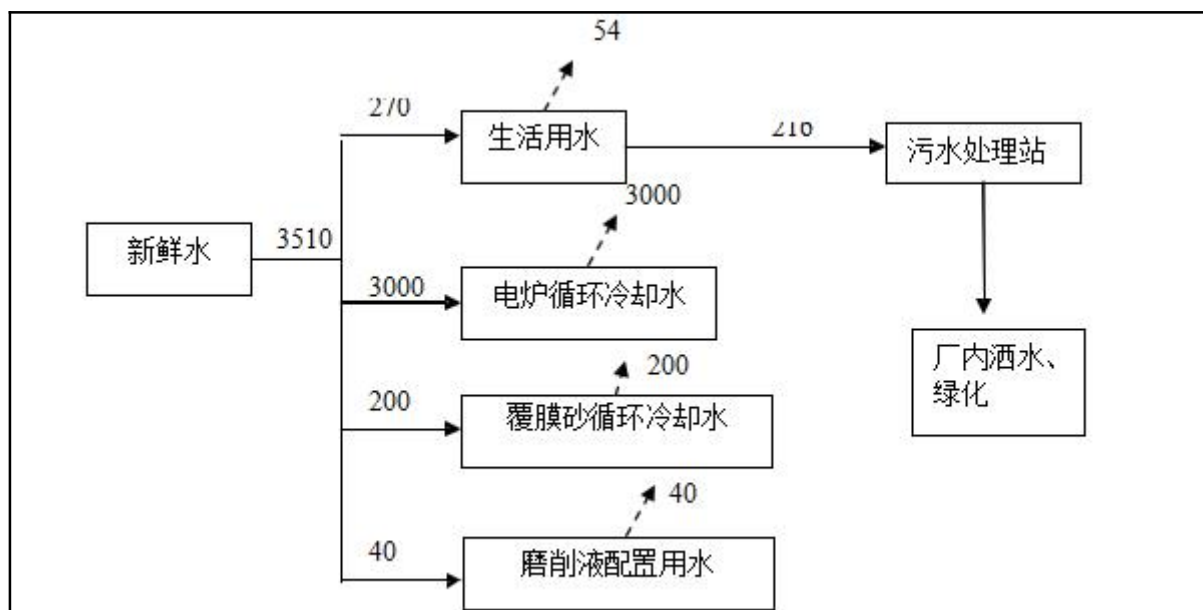 54
270
生活用水
216
污水处理站
3000
新鲜水
3510
3000
电炉循环冷却水
厂内洒水、
绿化
200
200
覆膜砂循环冷却水
40
40
磨削液配置用水